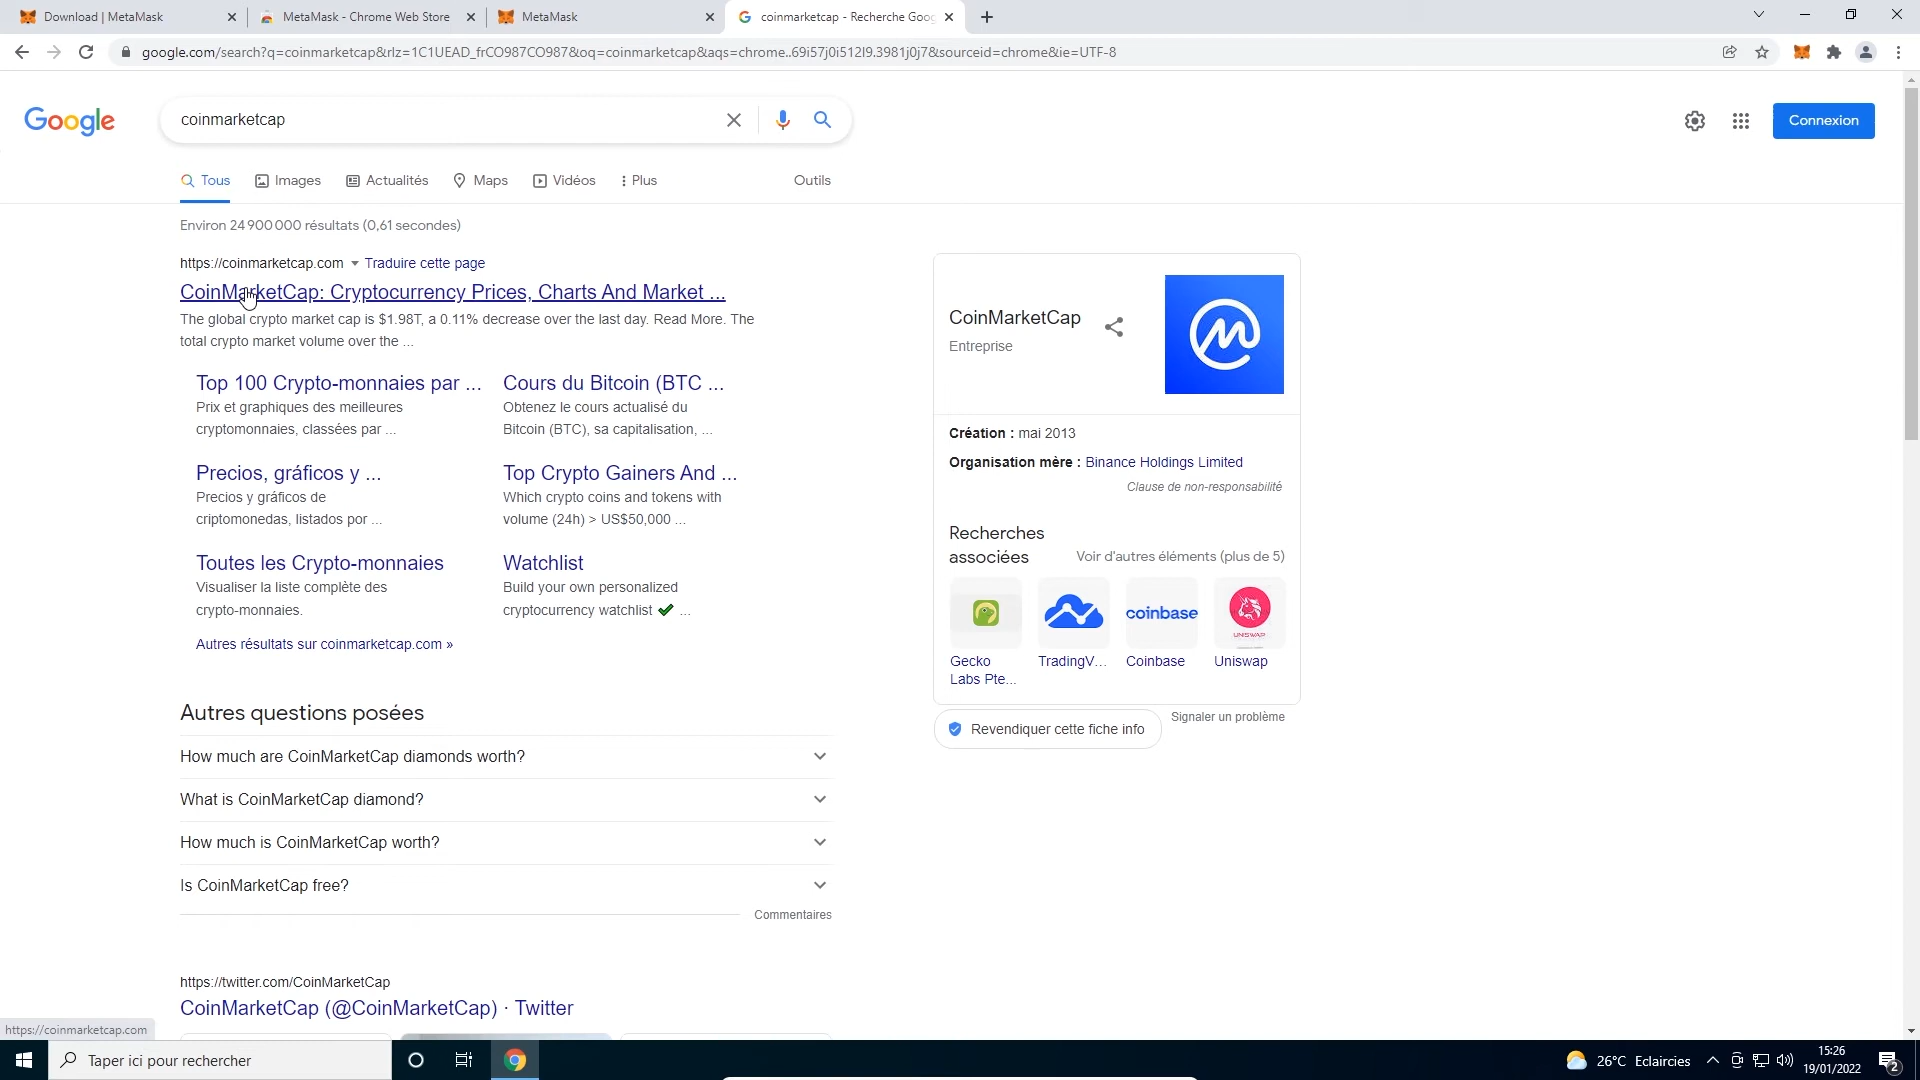 Download | MetaMask
MetaMask - Chrome Web Store
MetaMask
coinmarketcap - Recherche Goog
google.com/search?q=coinmarketcap&rlz=1C1UEAD_frCO987CO987&oq=coinmarketcap&aqs=chrome..69i57j0i512l9.3981j0j7&sourceid=chrome&ie=UTF-8
Google
coinmarketcap
Connexion
Tous
Images
Actualités
Maps
Vidéos
Plus
Outils
Environ 24 900 000 résultats (0,61 secondes)
https://coinmarketcap.com
Traduire cette page
CoinMarketCap: Cryptocurrency Prices, Charts And Market ...
The global crypto market cap is $1.98T, a 0.11% decrease over the last day. Read More. The
total crypto market volume over the ...
Top 100 Crypto-monnaies par ...
Prix et graphiques des meilleures
cryptomonnaies, classées par ...
Cours du Bitcoin (BTC ...
Obtenez le cours actualisé du
Bitcoin (BTC), sa capitalisation, ...
Precios, gráficos y ...
Precios y gráficos de
criptomonedas, listados por ...
Top Crypto Gainers And ...
Which crypto coins and tokens with
volume (24h) > US$50,000 ...
Toutes les Crypto-monnaies
Visualiser la liste complète des
crypto-monnaies.
Watchlist
Build your own personalized
cryptocurrency watchlist ✔ ...
Autres résultats sur coinmarketcap.com »
Autres questions posées
How much are CoinMarketCap diamonds worth?
What is CoinMarketCap diamond?
How much is CoinMarketCap worth?
Is CoinMarketCap free?
Commentaires
https://twitter.com/CoinMarketCap
CoinMarketCap (@CoinMarketCap) · Twitter
CoinMarketCap
Entreprise
Création : mai 2013
Organisation mère : Binance Holdings Limited
Clause de non-responsabilité
Recherches
associées
Voir d'autres éléments (plus de 5)
coinbase
UNISWAP
Gecko
Labs Pte...
TradingV...
Coinbase
Uniswap
Revendiquer cette fiche info
Signaler un problème
https://coinmarketcap.com
Taper ici pour rechercher
26°C Eclaircies
15:26
19/01/2022
2